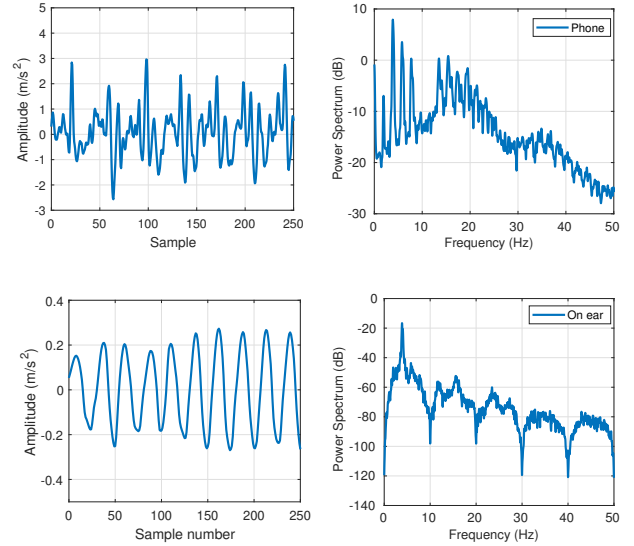 5
4
3
2
1
0
-1
-2
-3
0 50 100 150 200 250
Amplitude (m/s²)
Sample
10
0
-10
-20
-30
0 10 20 30 40 50
Power Spectrum (dB)
Frequency (Hz)
Phone
0.4
0.2
0
-0.2
-0.4
0 50 100 150 200 250
Amplitude (m/s²)
Sample number
0
-20
-40
-60
-80
-100
-120
-140
0 10 20 30 40 50
Power Spectrum (dB)
Frequency (Hz)
On ear